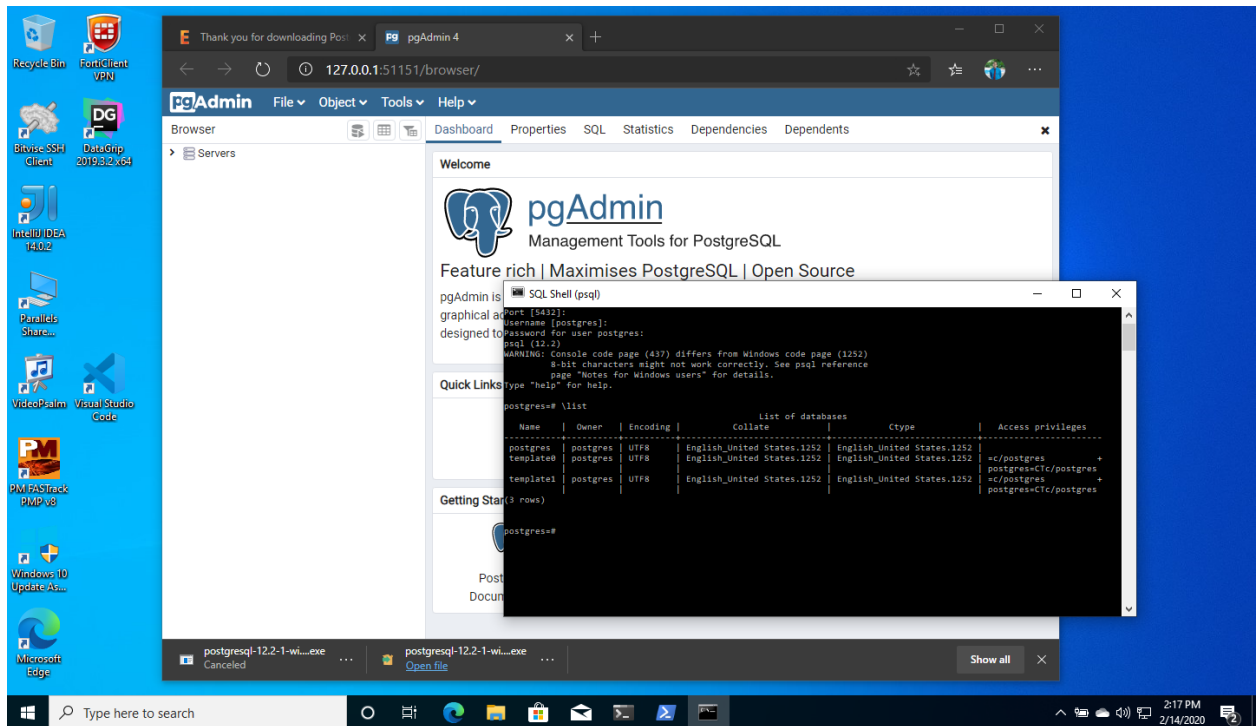 Recycle Bin
FortiClient
VPN
Bitvise SSH
Client
DataGrip
2019.3.2 x64
IntelliJ IDEA
14.0.2
Parallels
Share...
VideoPsalm
Visual Studio
Code
PM FASTrack
PMP v8
Windows 10
Update As...
Microsoft
Edge
Thank you for downloading Post
pgAdmin 4
127.0.0.1:51151/browser/
pgAdmin
File
Object
Tools
Help
Browser
Servers
Dashboard Properties SQL Statistics Dependencies Dependents
Welcome
pgAdmin
Management Tools for PostgreSQL
Feature rich | Maximises PostgreSQL | Open Source
pgAdmin is
graphical ad
designed to
Quick Links
Getting Star
Post
Docum
SQL Shell (psql)
Port [5432]:
Username [postgres]:
Password for user postgres:
psql (12.2)
WARNING: Console code page (437) differs from Windows code page (1252)
8-bit characters might not work correctly. See psql reference
page "Notes for Windows users" for details.
Type "help" for help.
postgres=# \list
List of databases
Name | Owner | Encoding | Collate | Ctype | Access privileges
-----------+----------+----------+----------------------------+----------------------------+-----------------------
postgres | postgres | UTF8 | English_United States.1252 | English_United States.1252 |
template0 | postgres | UTF8 | English_United States.1252 | English_United States.1252 | =c/postgres +
| | | | | postgres=CTc/postgres
template1 | postgres | UTF8 | English_United States.1252 | English_United States.1252 | =c/postgres +
| | | | | postgres=CTc/postgres
(3 rows)
postgres=#
postgresql-12.2-1-wi....exe
Canceled
postgresql-12.2-1-wi....exe
Open file
Show all
Type here to search
2:17 PM
2/14/2020
2